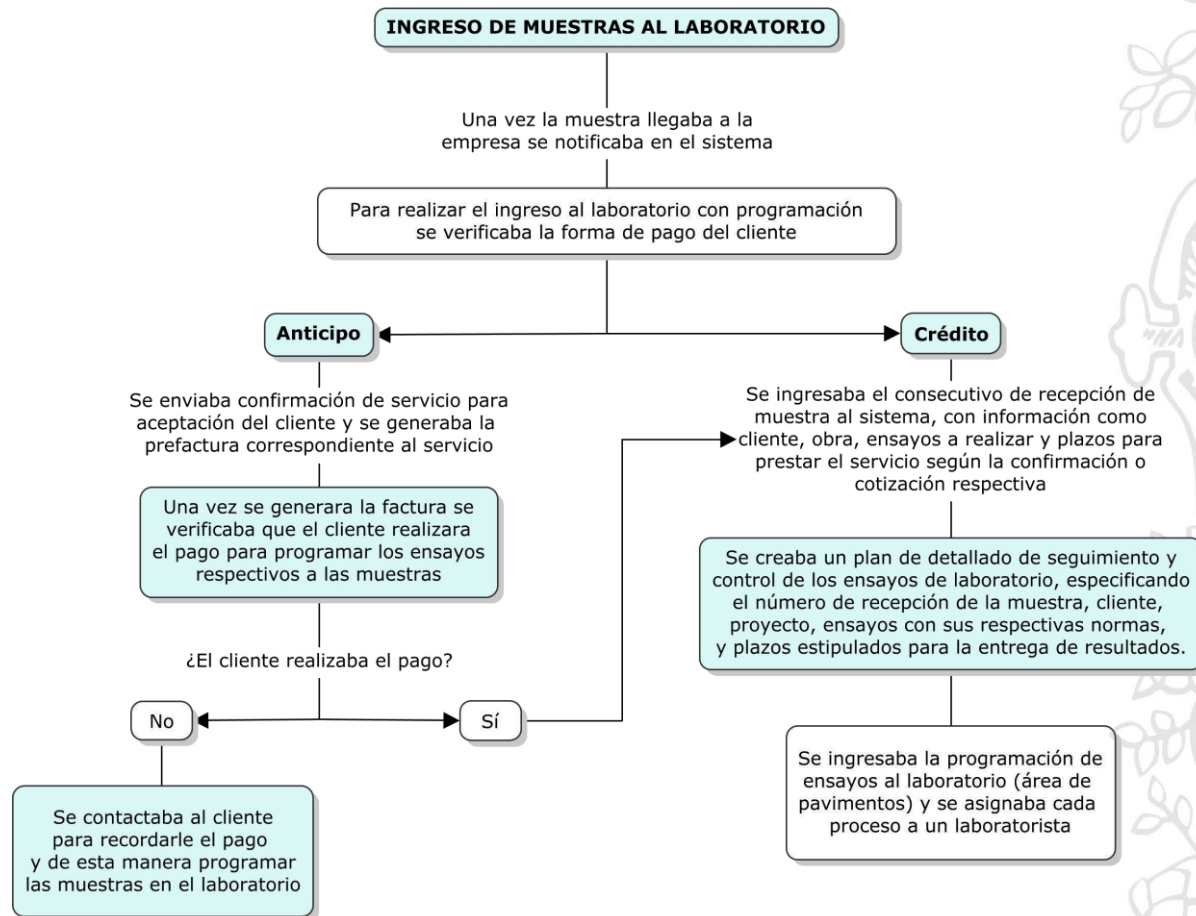 INGRESO DE MUESTRAS AL LABORATORIO
Una vez la muestra llegaba a la
empresa se notificaba en el sistema
Para realizar el ingreso al laboratorio con programación
se verificaba la forma de pago del cliente
Anticipo
Se enviaba confirmación de servicio para
aceptación del cliente y se generaba la
prefactura correspondiente al servicio
Una vez se generara la factura se
verificaba que el cliente realizara
el pago para programar los ensayos
respectivos a las muestras
¿El cliente realizaba el pago?
No
Sí
Se contactaba al cliente
para recordarle el pago
y de esta manera programar
las muestras en el laboratorio
Crédito
Se ingresaba el consecutivo de recepción de
muestra al sistema, con información como
cliente, obra, ensayos a realizar y plazos para
prestar el servicio según la confirmación o
cotización respectiva
Se creaba un plan de detallado de seguimiento y
control de los ensayos de laboratorio, especificando
el número de recepción de la muestra, cliente,
proyecto, ensayos con sus respectivas normas,
y plazos estipulados para la entrega de resultados.
Se ingresaba la programación de
ensayos al laboratorio (área de
pavimentos) y se asignaba cada
proceso a un laboratorista